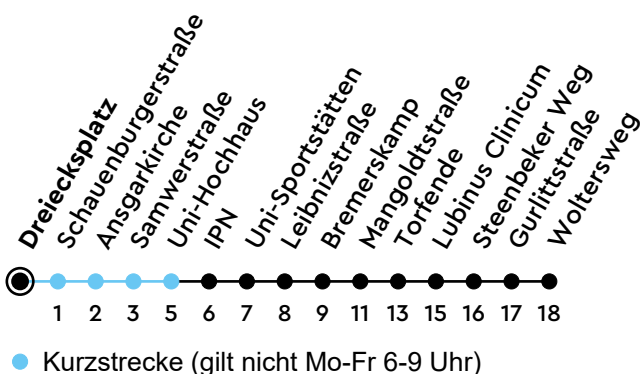 Dreiecksplatz
Schauenburgerstraße
Ansgarkirche
Samwerstraße
Uni-Hochhaus
IPN
Uni-Sportstätten
Leibnizstraße
Bremerskamp
Mangoldtstraße
Torfende
Lubinus Clinicum
Steenbeker Weg
Gurlittstraße
Woltersweg
1 2 3 5 6 7 8 9 11 13 15 16 17 18
Kurzstrecke (gilt nicht Mo-Fr 6-9 Uhr)